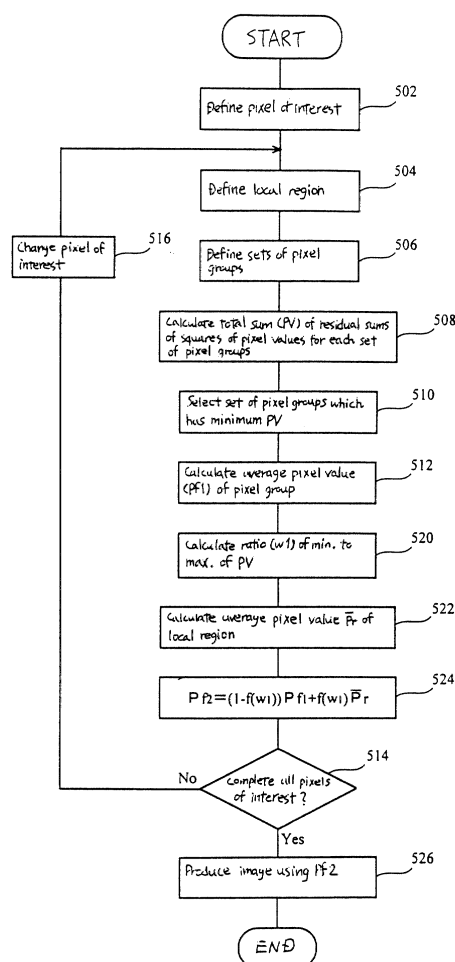 START
Define pixel of interest
502
Define local region
504
Change pixel of
interest
516
Define sets of pixel
groups
506
Calculate total sum (PV) of residual sums
of squares of pixel values for each set
of pixel groups
508
Select set of pixel groups which
has minimum PV
510
Calculate average pixel value
(Pf1) of pixel group
512
Calculate ratio (w1) of min. to
max. of PV
520
Calculate average pixel value P̅r of
local region
522
Pf2=(1-f(w1))Pf1+f(w1)P̅r
524
No
Complete all pixels
of interest?
514
Yes
Produce image using Pf2
526
END